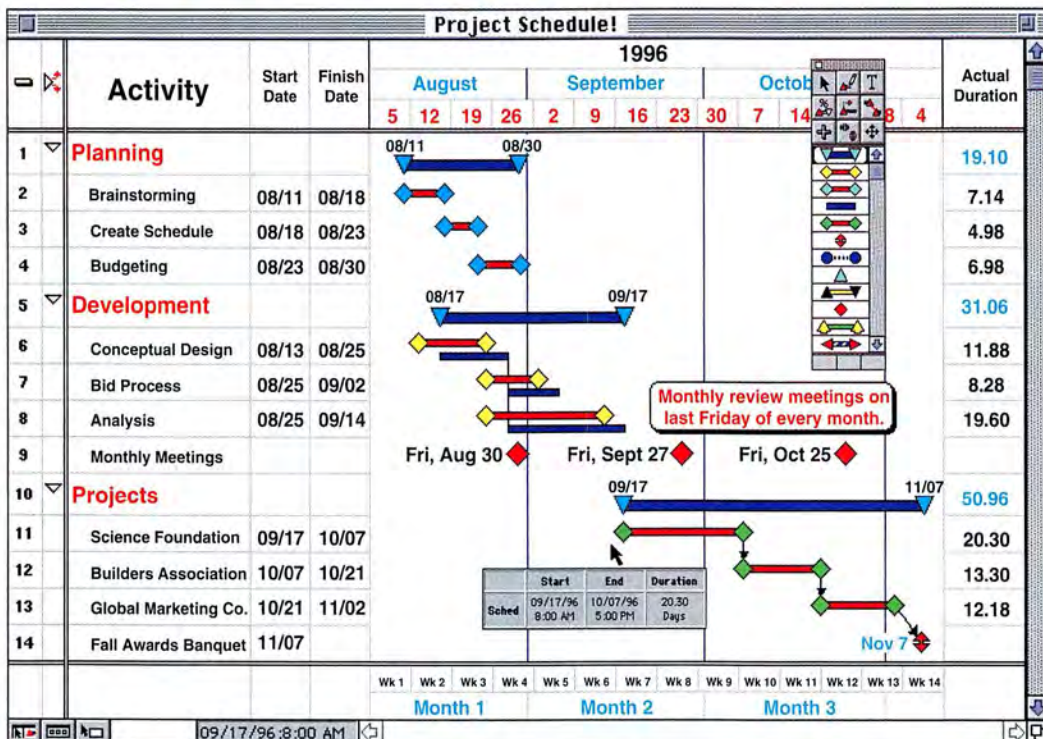 Project Schedule!
1996
Activity Start Date Finish Date August September Octob Actual Duration
5 12 19 26 2 9 16 23 30 7 14 8 4
08/11 08/30
1 Planning 19.10
2 Brainstorming 08/11 08/18 7.14
3 Create Schedule 08/18 08/23 4.98
4 Budgeting 08/23 08/30 6.98
08/17 09/17
5 Development 31.06
6 Conceptual Design 08/13 08/25 11.88
7 Bid Process 08/25 09/02 8.28
Monthly review meetings on
last Friday of every month.
8 Analysis 08/25 09/14 19.60
9 Monthly Meetings Fri, Aug 30 Fri, Sept 27 Fri, Oct 25
09/17 11/07
10 Projects 50.96
11 Science Foundation 09/17 10/07 20.30
12 Builders Association 10/07 10/21 13.30
Start End Duration
Sched 09/17/96 10/07/96 20.30
8:00 AM 5:00 PM Days
13 Global Marketing Co. 10/21 11/02 12.18
14 Fall Awards Banquet 11/07 Nov 7
Wk 1 Wk 2 Wk 3 Wk 4 Wk 5 Wk 6 Wk 7 Wk 8 Wk 9 Wk 10 Wk 11 Wk 12 Wk 13 Wk 14
Month 1 Month 2 Month 3
09/17/96 :8:00 AM